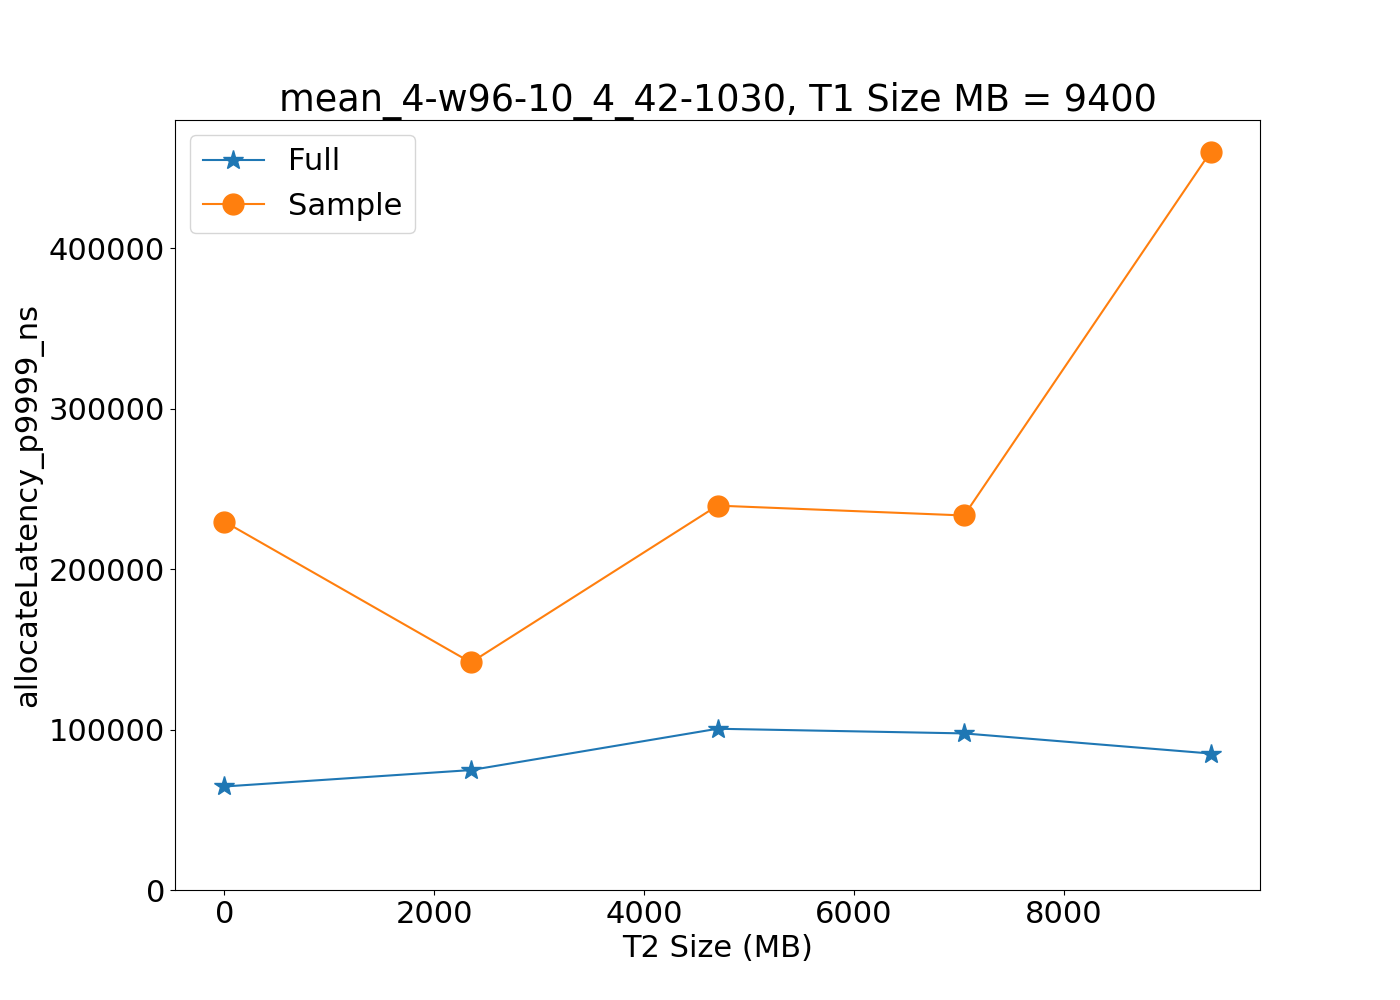 mean_4-w96-10_4_42-1030, T1 Size MB = 9400
Full
Sample
allocateLatency_p9999_ns
400000
300000
200000
100000
0
0 2000 4000 6000 8000
T2 Size (MB)